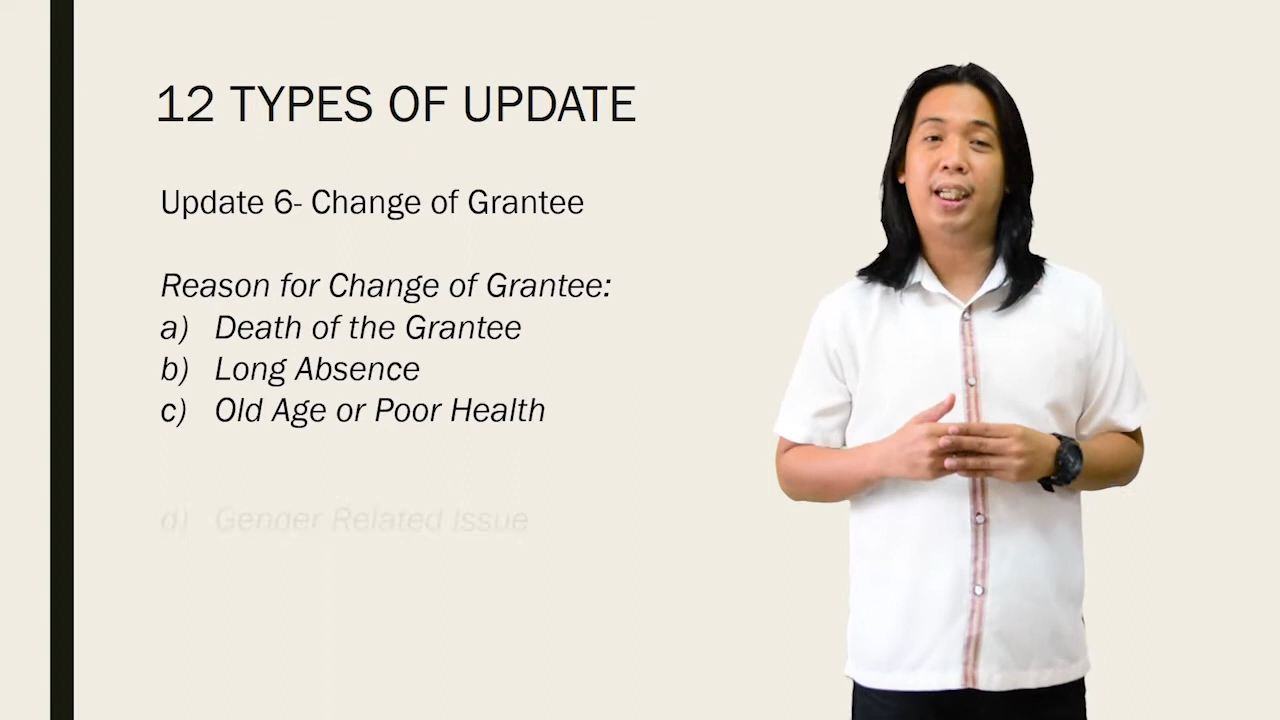 12 TYPES OF UPDATE
Update 6- Change of Grantee
Reason for Change of Grantee:
a) Death of the Grantee
b) Long Absence
c) Old Age or Poor Health
d) Gender Related Issue